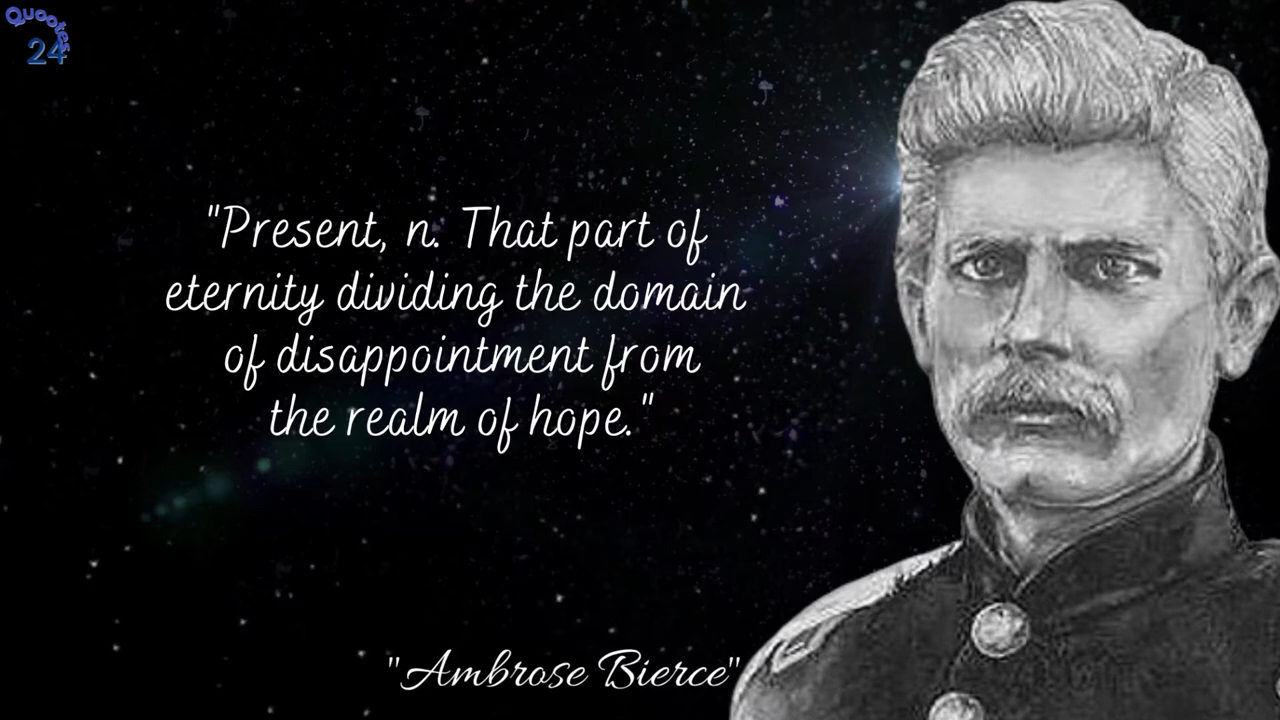 Quootes
24
"Present, n. That part of
eternity dividing the domain
of disappointment from
the realm of hope."
"Ambrose Bierce"